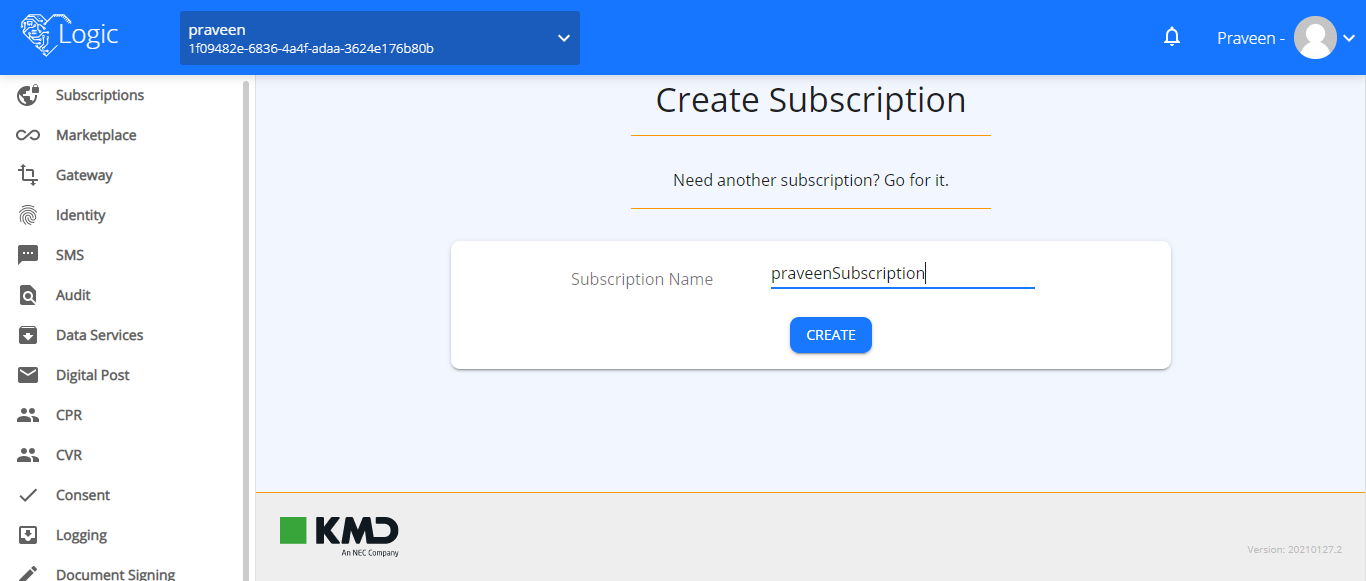 Logic
praveen
1f09482e-6836-4a4f-adaa-3624e176b80b
Praveen -
Subscriptions
Marketplace
Gateway
Identity
SMS
Audit
Data Services
Digital Post
CPR
CVR
Consent
Logging
Document Signing
Create Subscription
Need another subscription? Go for it.
Subscription Name
praveenSubscription
CREATE
KMD
An NEC Company
Version: 20210127.2